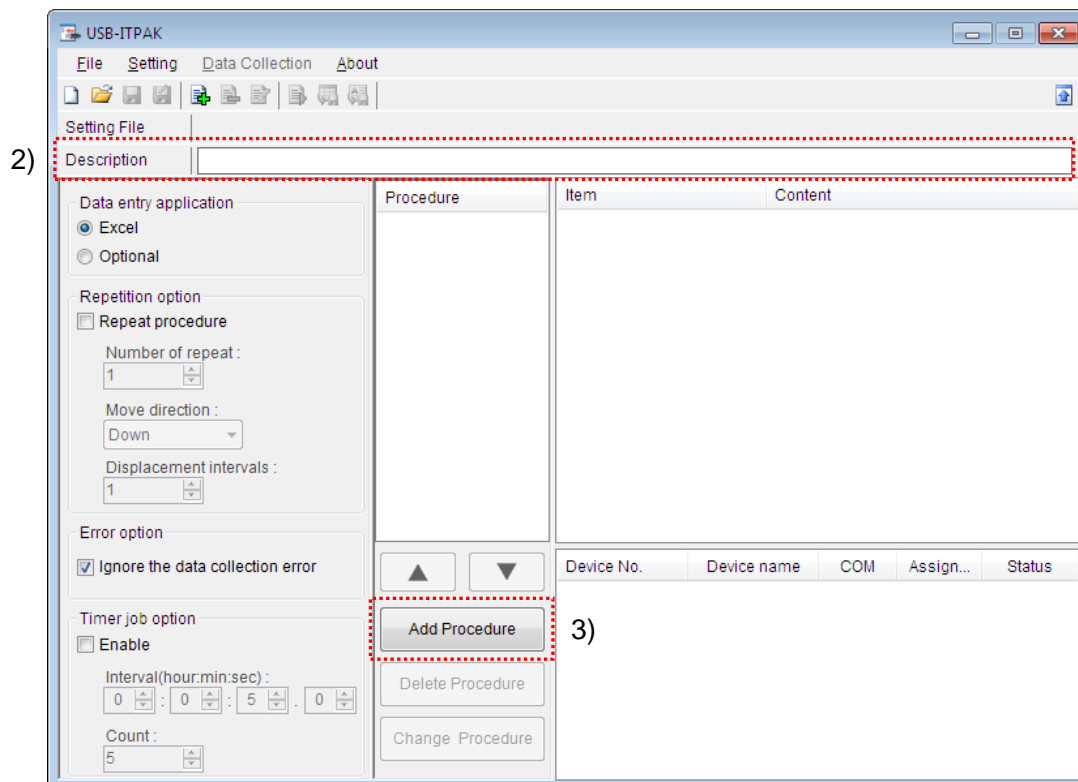 USB-ITPAK
File Setting Data Collection About
Setting File
2)
Description
Data entry application
Excel
Optional
Repetition option
Repeat procedure
Number of repeat :
1
Move direction :
Down
Displacement intervals :
1
Error option
Ignore the data collection error
Timer job option
Enable
Interval(hour:min:sec) :
0 : 0 : 5 . 0
Count :
5
Procedure
Add Procedure
3)
Delete Procedure
Change Procedure
Item Content
Device No. Device name COM Assign... Status